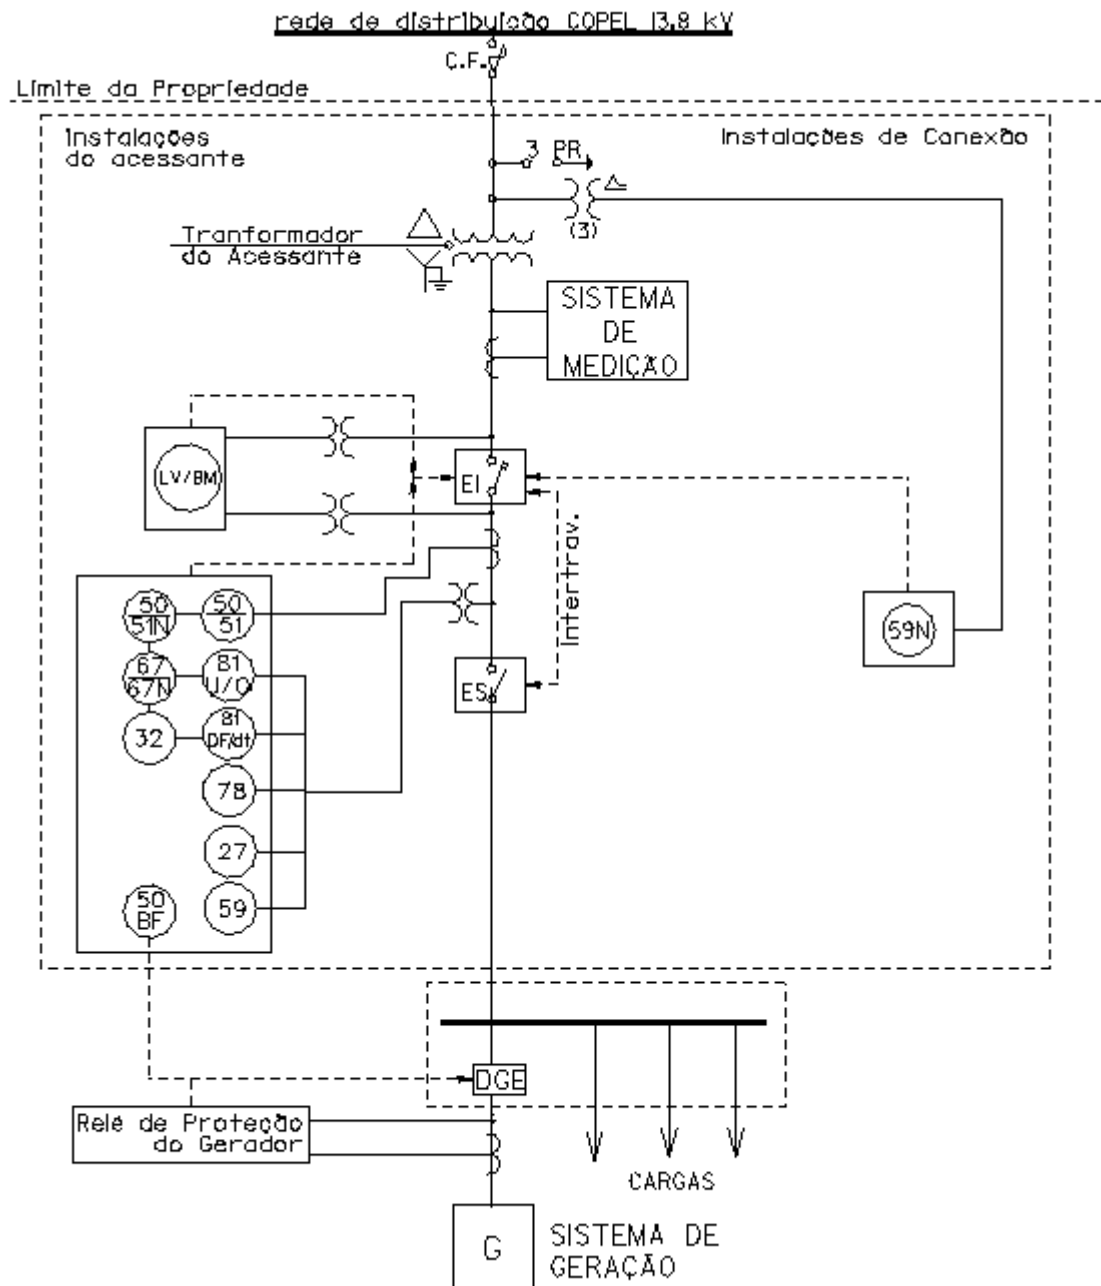 rede de distribuição COPEL 13,8 kV
C.F.
Limite da Propriedade
Instalações
do acessante
Instalações de Conexão
3 PR
(3)
Tranformador
do Acessante
SISTEMA
DE
MEDIÇÃO
LV/BM
EI
Intertrav.
50
51N
50
51
59N
67
67N
81
U/O
ES
32
81
DF/dt
78
27
50
BF
59
DGE
Relé de Proteção
do Gerador
CARGAS
G
SISTEMA DE
GERAÇÃO